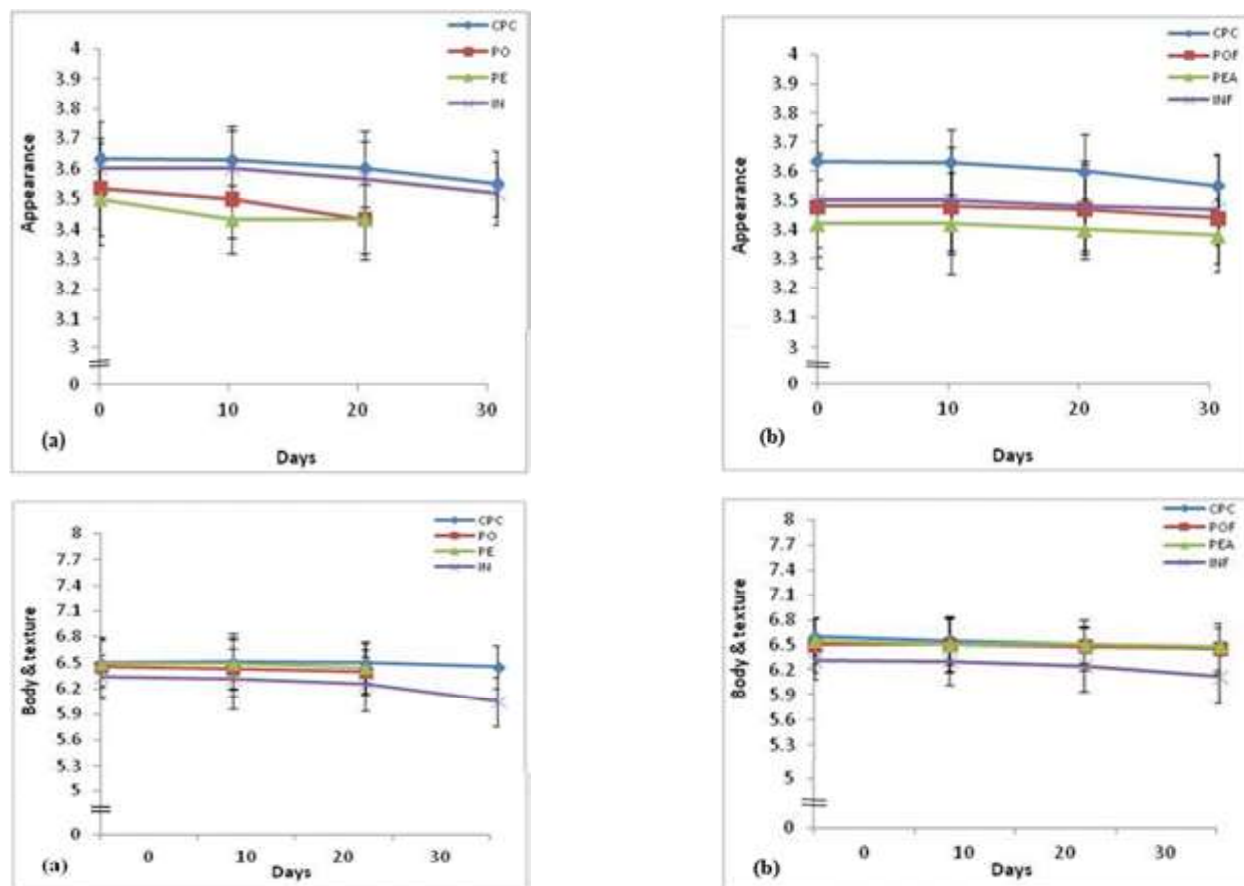 CPC
PO
PE
IN
4
3.9
3.8
3.7
3.6
3.5
3.4
3.3
3.2
3.1
3
0
Appearance
0 10 20 30
(a)
Days
CPC
POF
PEA
INF
4
3.9
3.8
3.7
3.6
3.5
3.4
3.3
3.2
3.1
3
0
Appearance
0 10 20 30
(b)
Days
CPC
PO
PE
IN
8
7.7
7.4
7.1
6.8
6.5
6.2
5.9
5.6
5.3
5
0
Body & texture
0 10 20 30
(a)
Days
CPC
POF
PEA
INF
8
7.7
7.4
7.1
6.8
6.5
6.2
5.9
5.6
5.3
5
0
Body & texture
0 10 20 30
(b)
Days